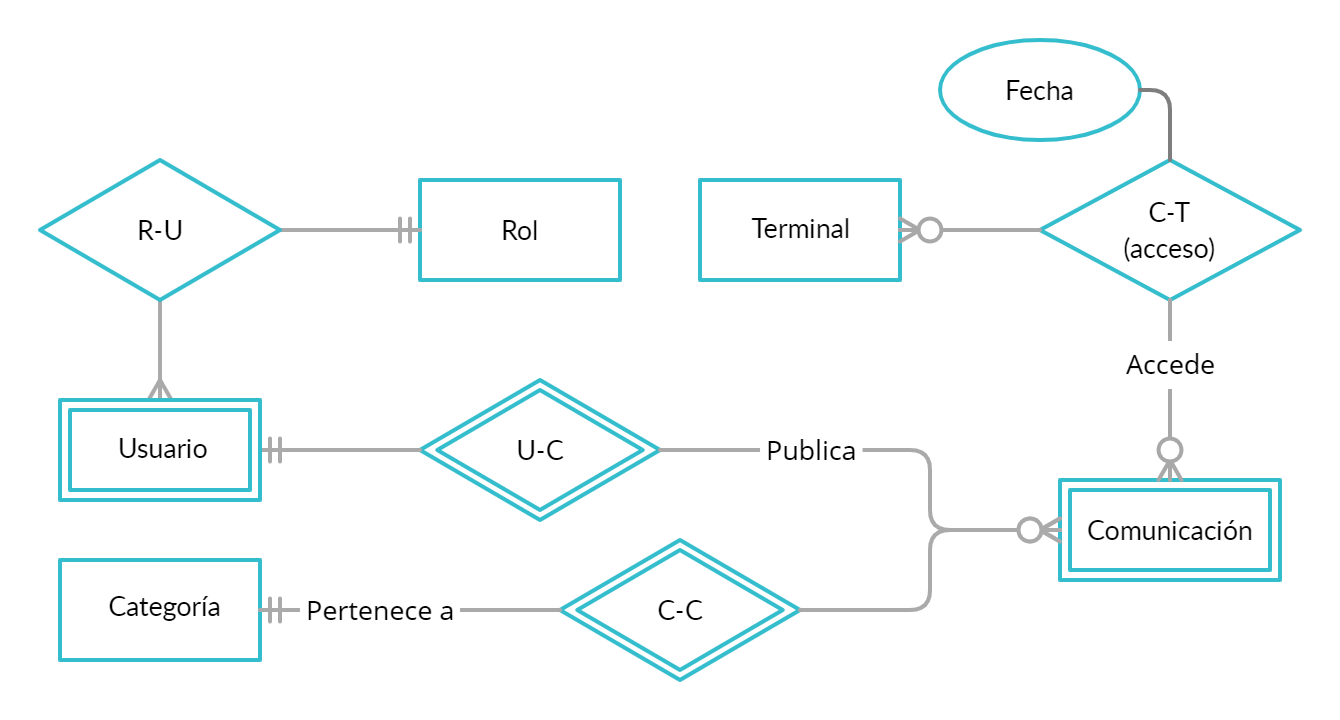 Fecha
R-U
Rol
Terminal
C-T
(acceso)
Accede
Usuario
U-C
Publica
Comunicación
Categoría
Pertenece a
C-C